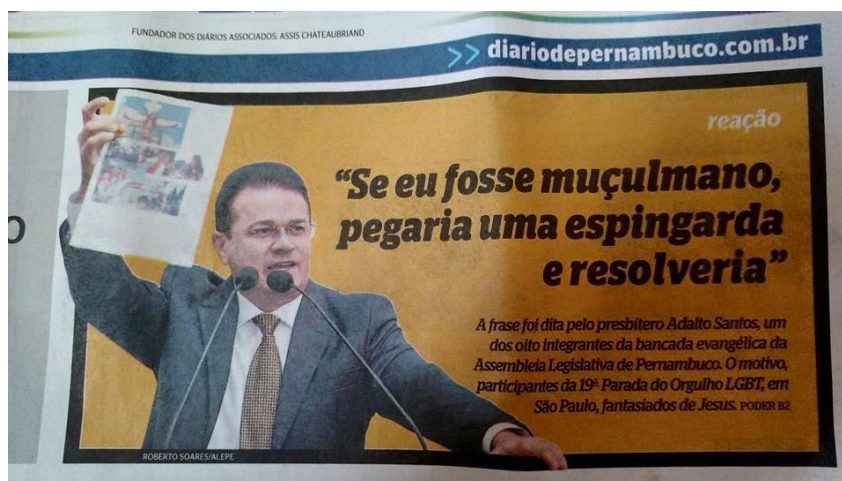 FUNDADOR DOS DIÁRIOS ASSOCIADOS: ASSIS CHATEAUBRIAND
>> diariodepernambuco.com.br
reação
“Se eu fosse muçulmano,
pegaria uma espingarda
e resolveria”
A frase foi dita pelo presbítero Adalto Santos, um
dos oito integrantes da bancada evangélica da
Assembleia Legislativa de Pernambuco. O motivo,
participantes da 19ª Parada do Orgulho LGBT, em
São Paulo, fantasiados de Jesus. PODER B2
ROBERTO SOARES/ALEPE